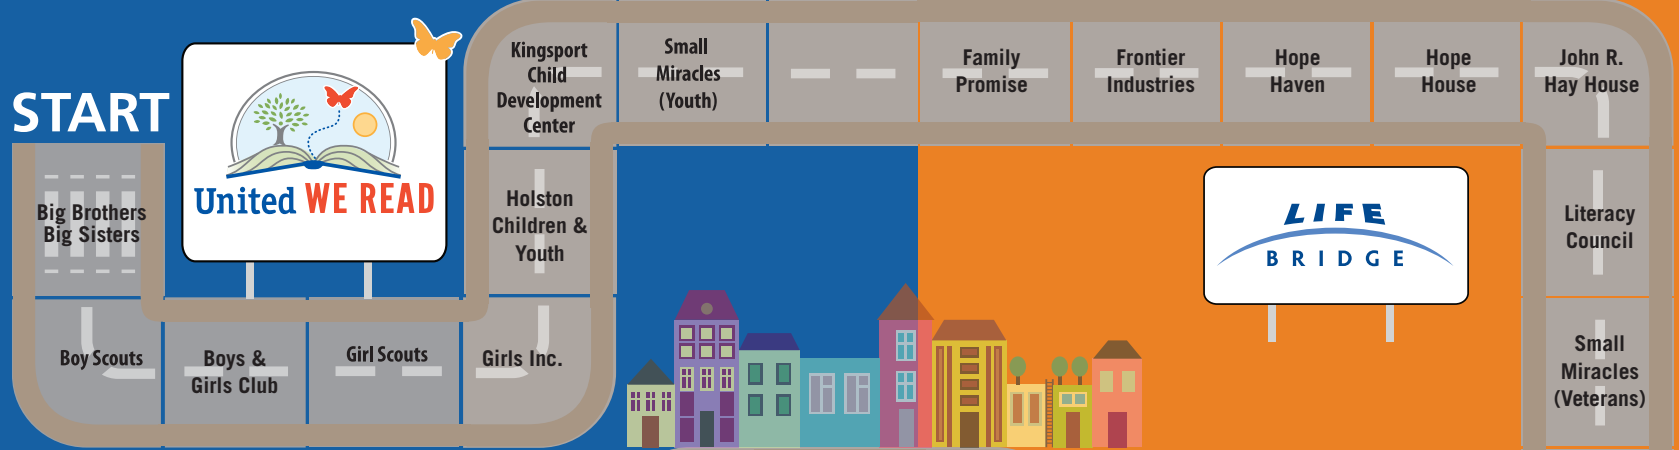 START
United WE READ
Big Brothers
Big Sisters
Boy Scouts
Boys &
Girls Club
Girl Scouts
Girls Inc.
Holston
Children &
Youth
Kingsport
Child
Development
Center
Small
Miracles
(Youth)
Family
Promise
Frontier
Industries
Hope
Haven
Hope
House
John R.
Hay House
Literacy
Council
Small
Miracles
(Veterans)
LIFE
BRIDGE